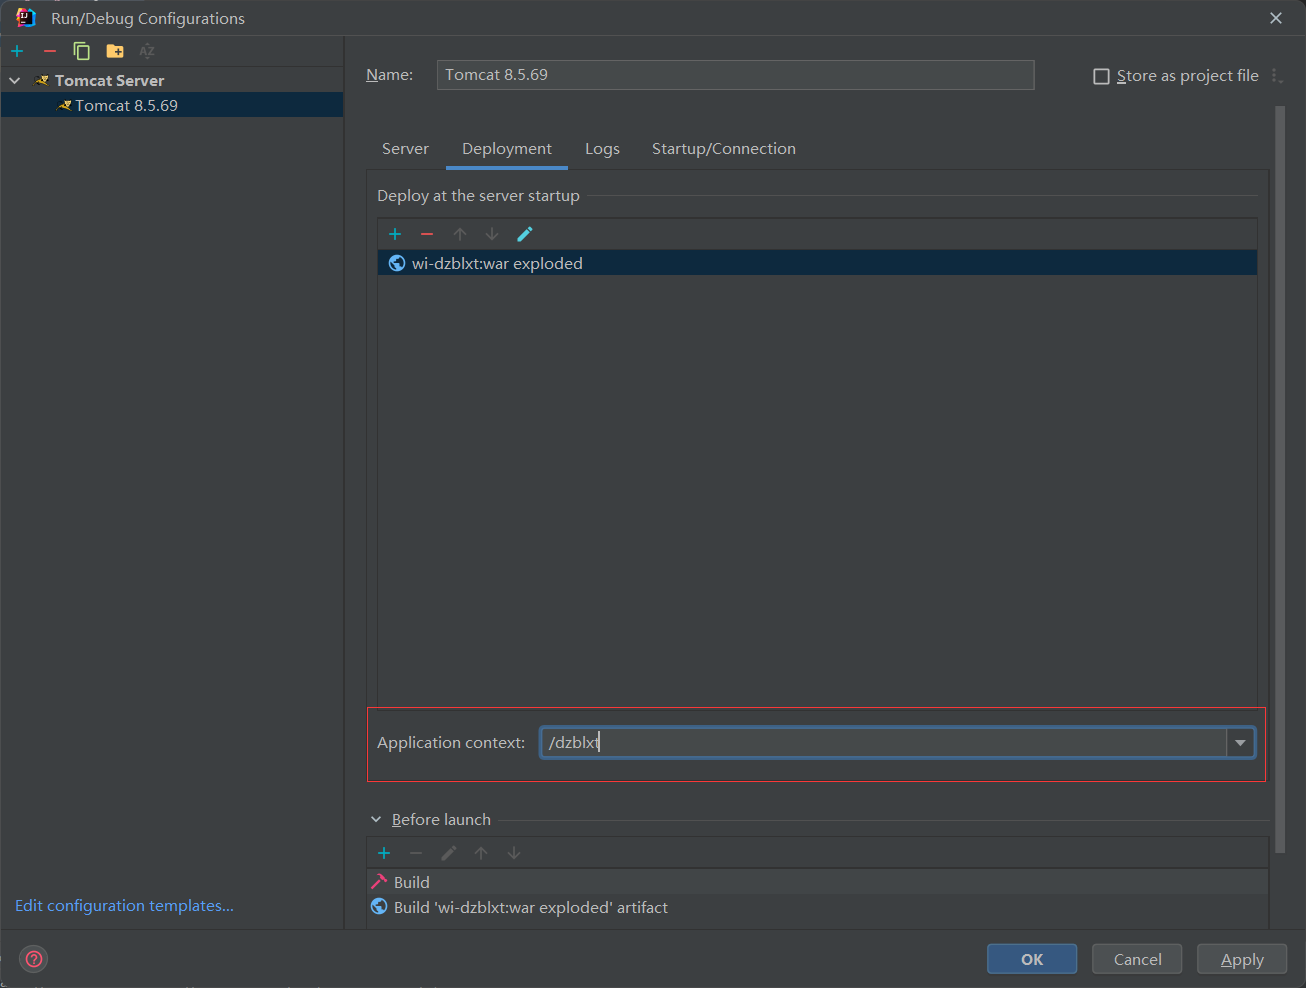 Run/Debug Configurations
Tomcat Server
Tomcat 8.5.69
Name: Tomcat 8.5.69
Store as project file
Server Deployment Logs Startup/Connection
Deploy at the server startup
wi-dzblxt:war exploded
Application context: /dzblxt
Before launch
Build
Build 'wi-dzblxt:war exploded' artifact
Edit configuration templates...
OK Cancel Apply